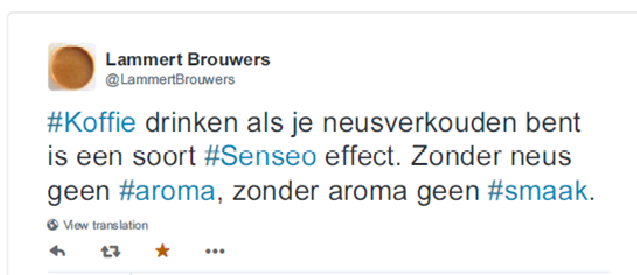 Lammert Brouwers
@LammertBrouwers
#Koffie drinken als je neusverkouden bent
is een soort #Senseo effect. Zonder neus
geen #aroma, zonder aroma geen #smaak.
View translation